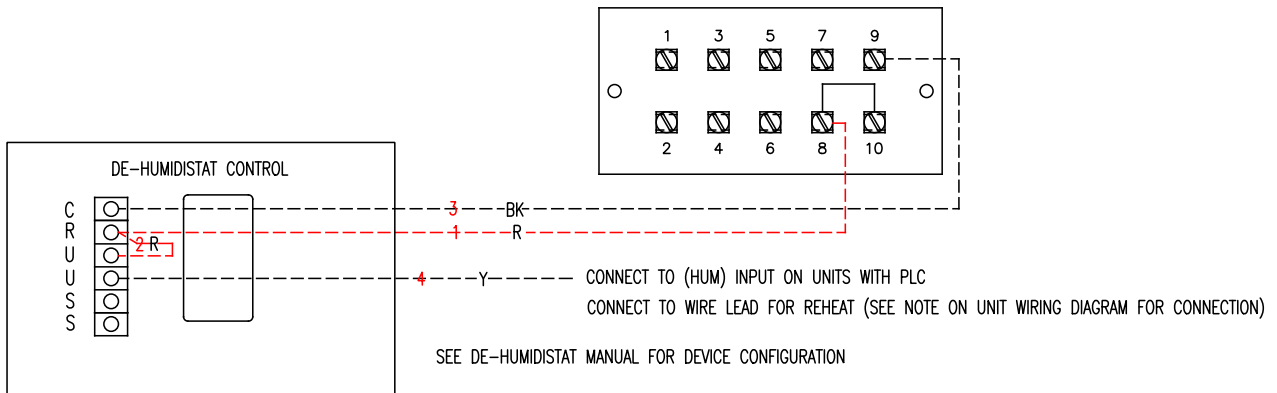 1 3 5 7 9
2 4 6 8 10
DE-HUMIDISTAT CONTROL
C 3 BK
R 1 R
2 R
U
U 4 Y CONNECT TO (HUM) INPUT ON UNITS WITH PLC
S CONNECT TO WIRE LEAD FOR REHEAT (SEE NOTE ON UNIT WIRING DIAGRAM FOR CONNECTION)
S
SEE DE-HUMIDISTAT MANUAL FOR DEVICE CONFIGURATION